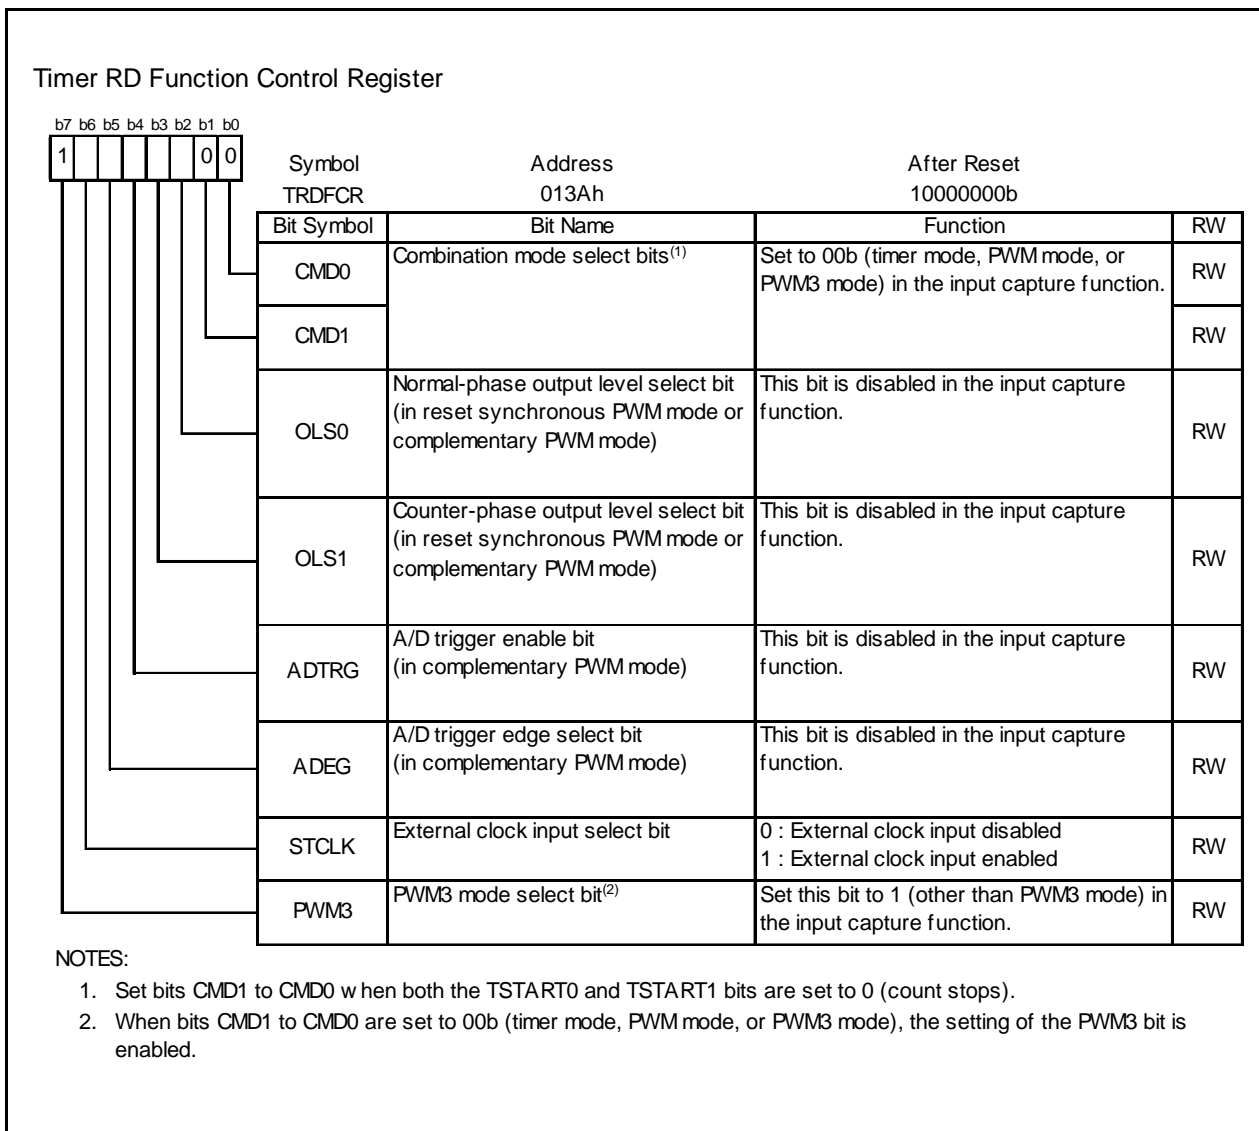 Timer RD Function Control Register
b7 b6 b5 b4 b3 b2 b1 b0
1 0 0
Symbol Address After Reset
TRDFCR 013Ah 10000000b
Bit Symbol Bit Name Function RW
CMD0 Combination mode select bits(1) Set to 00b (timer mode, PWM mode, or
PWM3 mode) in the input capture function. RW
CMD1 RW
OLS0 Normal-phase output level select bit
(in reset synchronous PWM mode or
complementary PWM mode) This bit is disabled in the input capture
function. RW
OLS1 Counter-phase output level select bit
(in reset synchronous PWM mode or
complementary PWM mode) This bit is disabled in the input capture
function. RW
ADTRG A/D trigger enable bit
(in complementary PWM mode) This bit is disabled in the input capture
function. RW
ADEG A/D trigger edge select bit
(in complementary PWM mode) This bit is disabled in the input capture
function. RW
STCLK External clock input select bit 0 : External clock input disabled
1 : External clock input enabled RW
PWM3 PWM3 mode select bit(2) Set this bit to 1 (other than PWM3 mode) in
the input capture function. RW
NOTES:
1. Set bits CMD1 to CMD0 when both the TSTART0 and TSTART1 bits are set to 0 (count stops).
2. When bits CMD1 to CMD0 are set to 00b (timer mode, PWM mode, or PWM3 mode), the setting of the PWM3 bit is
enabled.